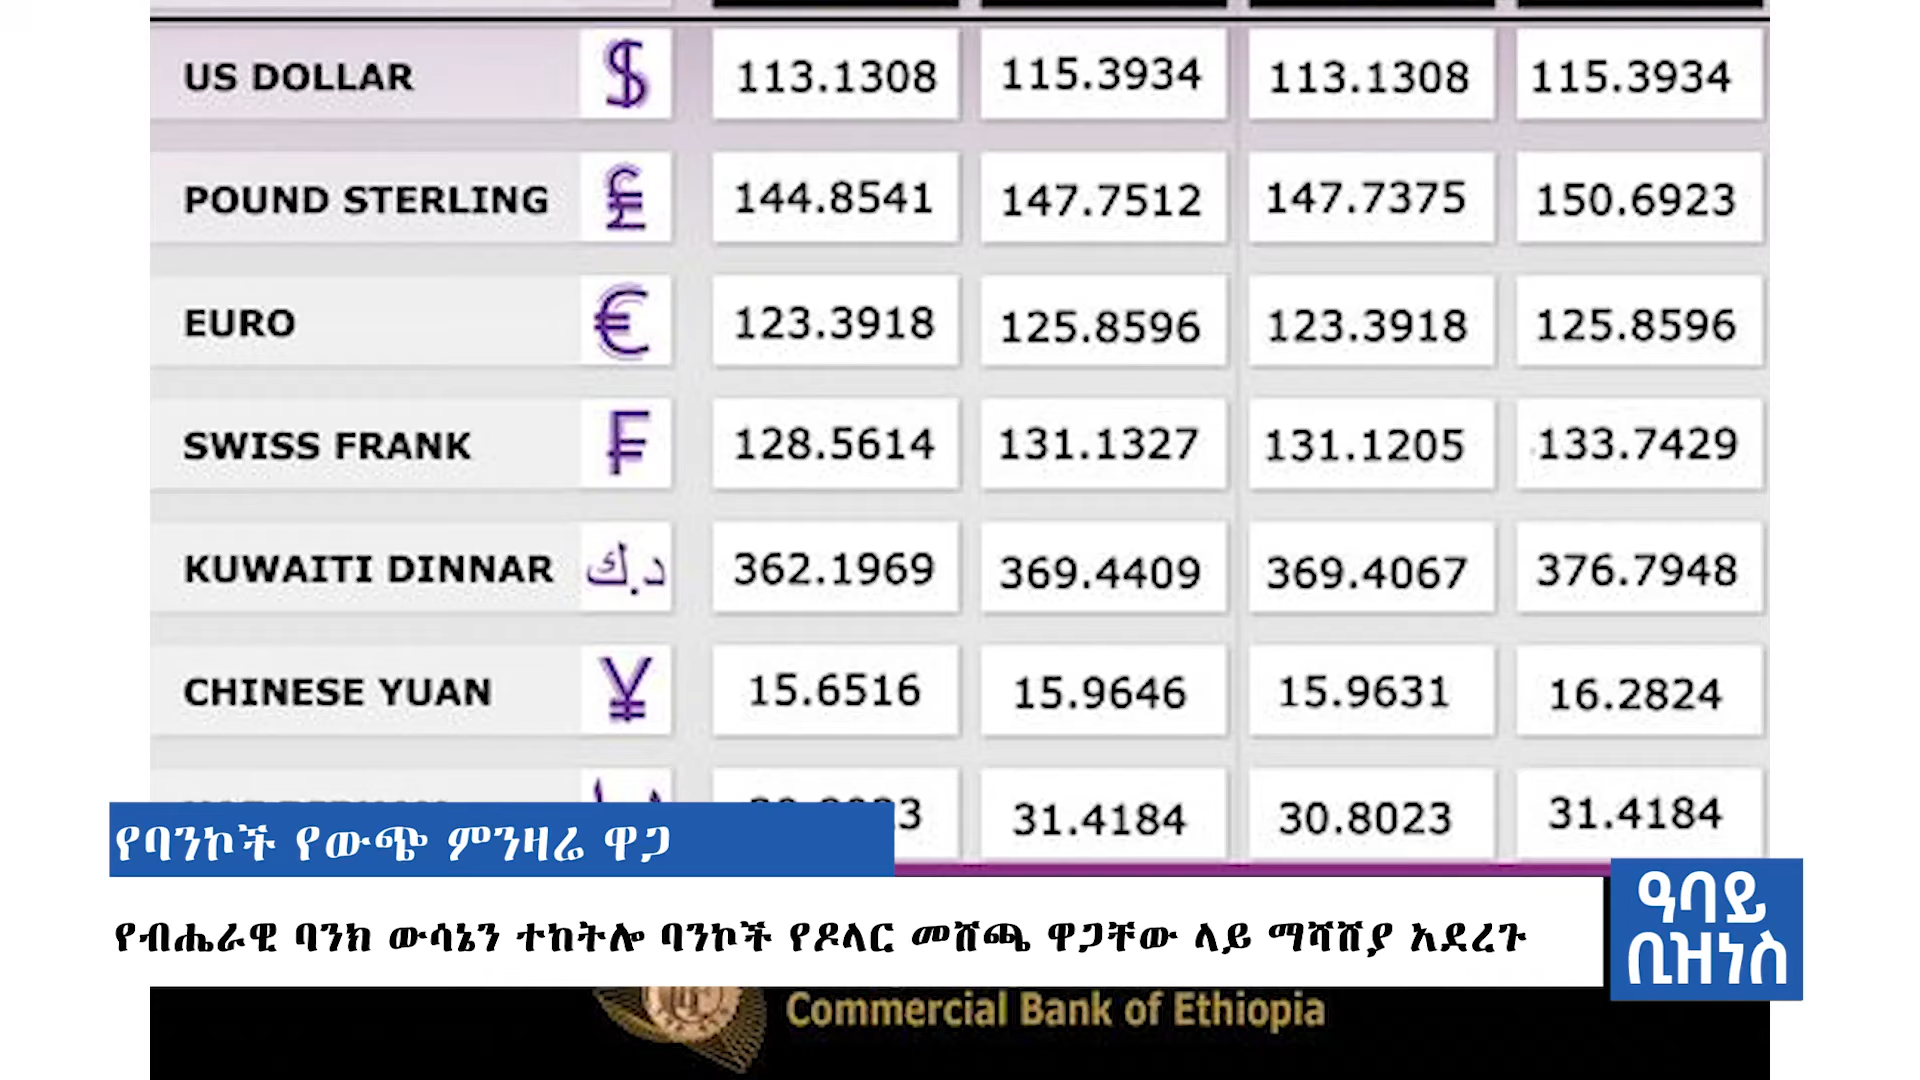 US DOLLAR $ 113.1308 115.3934 113.1308 115.3934
POUND STERLING £ 144.8541 147.7512 147.7375 150.6923
EURO € 123.3918 125.8596 123.3918 125.8596
SWISS FRANK ₣ 128.5614 131.1327 131.1205 133.7429
KUWAITI DINNAR د.ك 362.1969 369.4409 369.4067 376.7948
CHINESE YUAN ¥ 15.6516 15.9646 15.9631 16.2824
31.4184 30.8023 31.4184
የባንኮች የውጭ ምንዛሬ ዋጋ
የብሔራዊ ባንክ ውሳኔን ተከትሎ ባንኮች የዶላር መሸጫ ዋጋቸው ላይ ማሻሸያ አደረጉ
ዓባይ
ቢዝነስ
Commercial Bank of Ethiopia